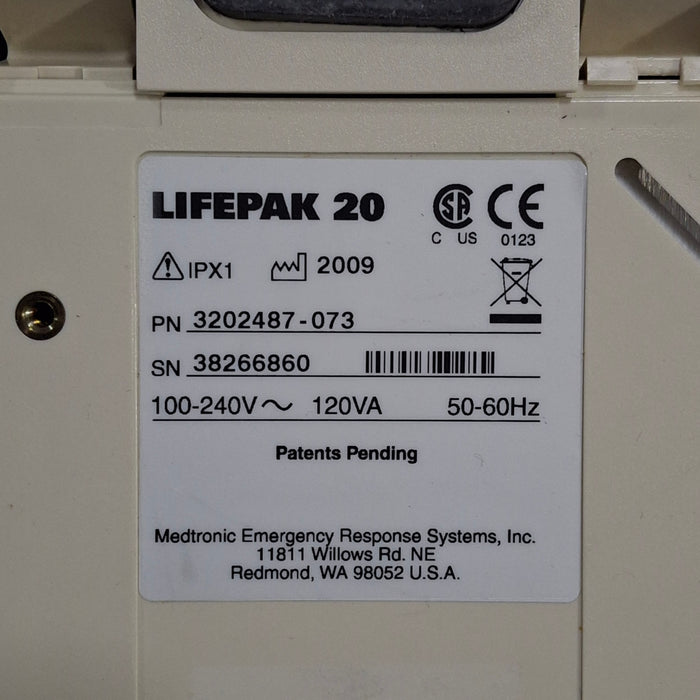 LIFEPAK 20
C US 0123
IPX1 2009
PN 3202487-073
SN 38266860
100-240V～ 120VA 50-60Hz
Patents Pending
Medtronic Emergency Response Systems, Inc.
11811 Willows Rd. NE
Redmond, WA 98052 U.S.A.